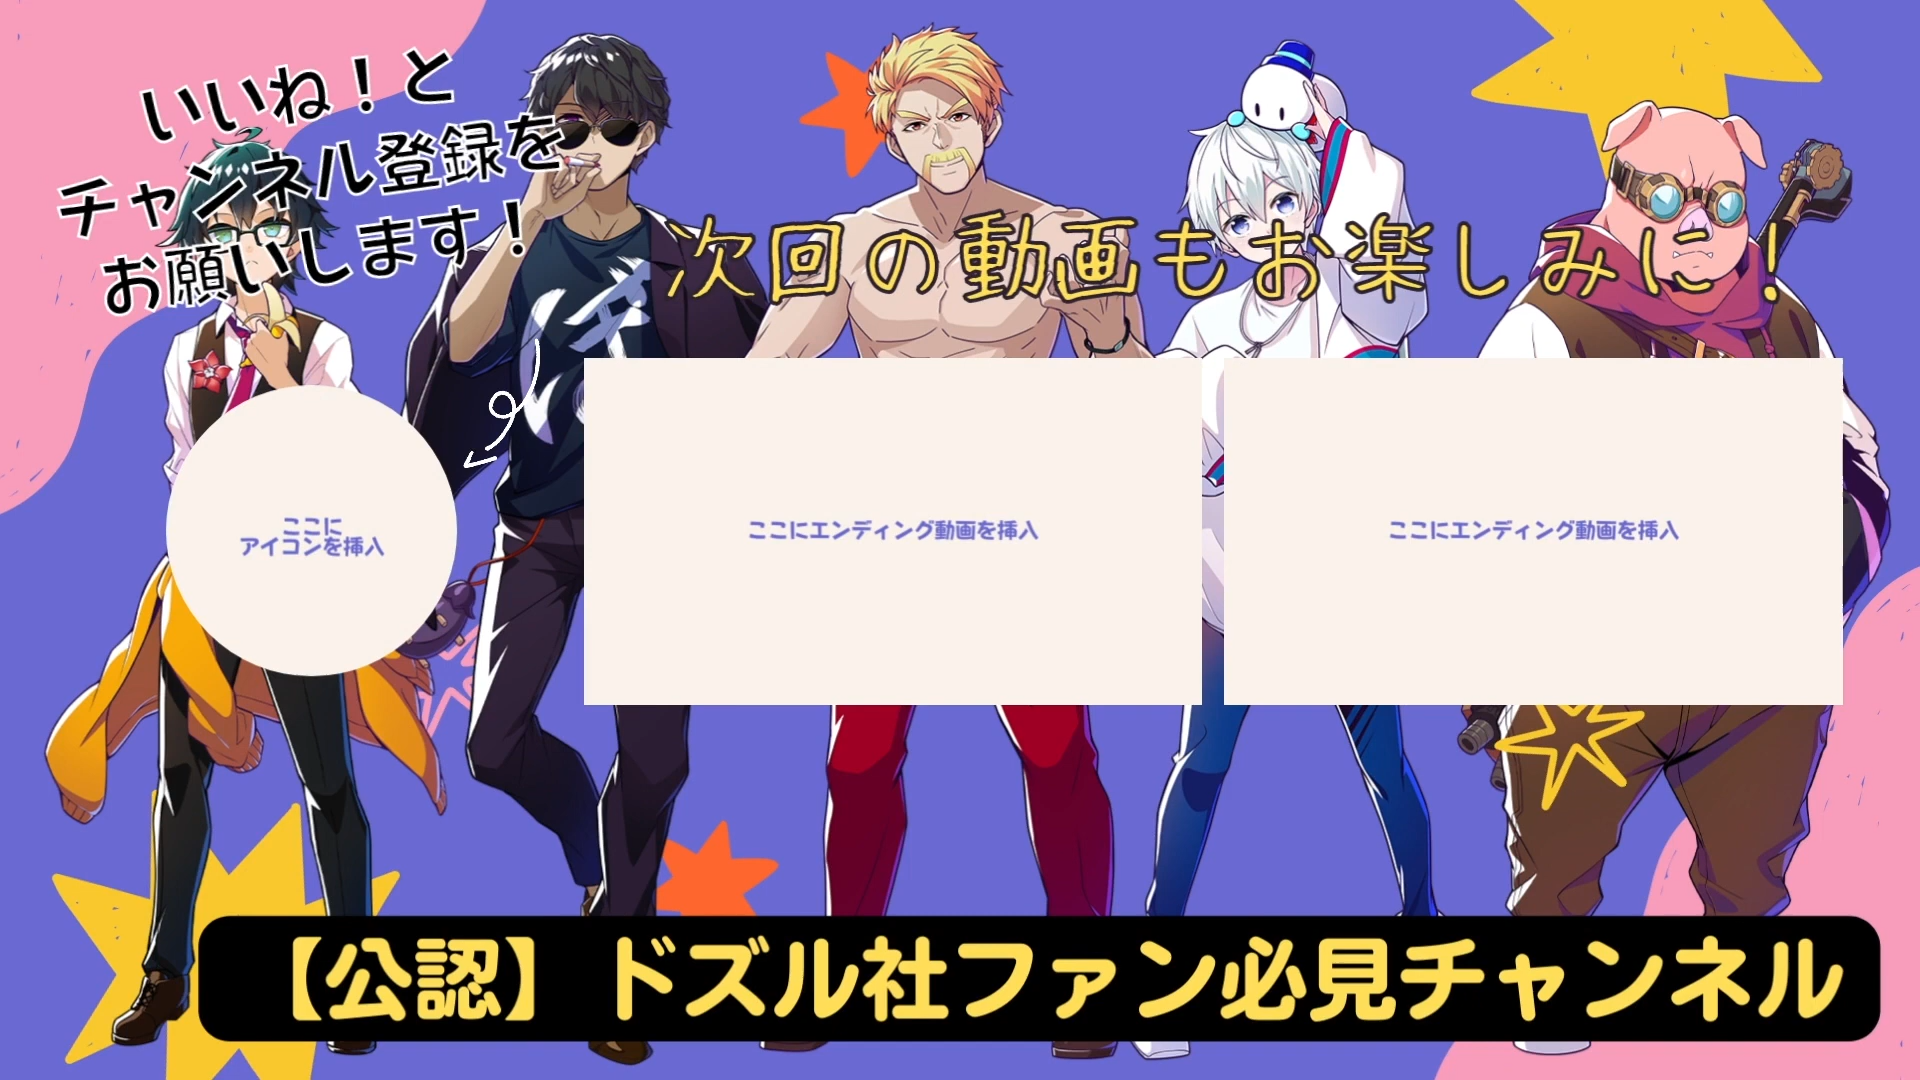 いいね！と
チャンネル登録を
お願いします！
次回の動画もお楽しみに！
ここに
アイコンを挿入
ここにエンディング動画を挿入
ここにエンディング動画を挿入
【公認】ドズル社ファン必見チャンネル